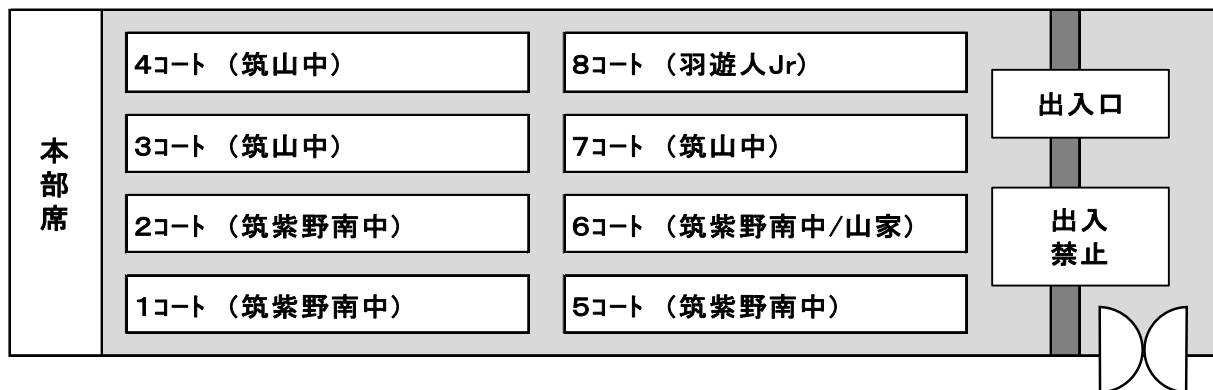 本部席
4ｺｰﾄ （筑山中）
8ｺｰﾄ （羽遊人Jr）
出入口
3ｺｰﾄ （筑山中）
7ｺｰﾄ （筑山中）
2ｺｰﾄ （筑紫野南中）
6ｺｰﾄ （筑紫野南中/山家）
出入
禁止
1ｺｰﾄ （筑紫野南中）
5ｺｰﾄ （筑紫野南中）